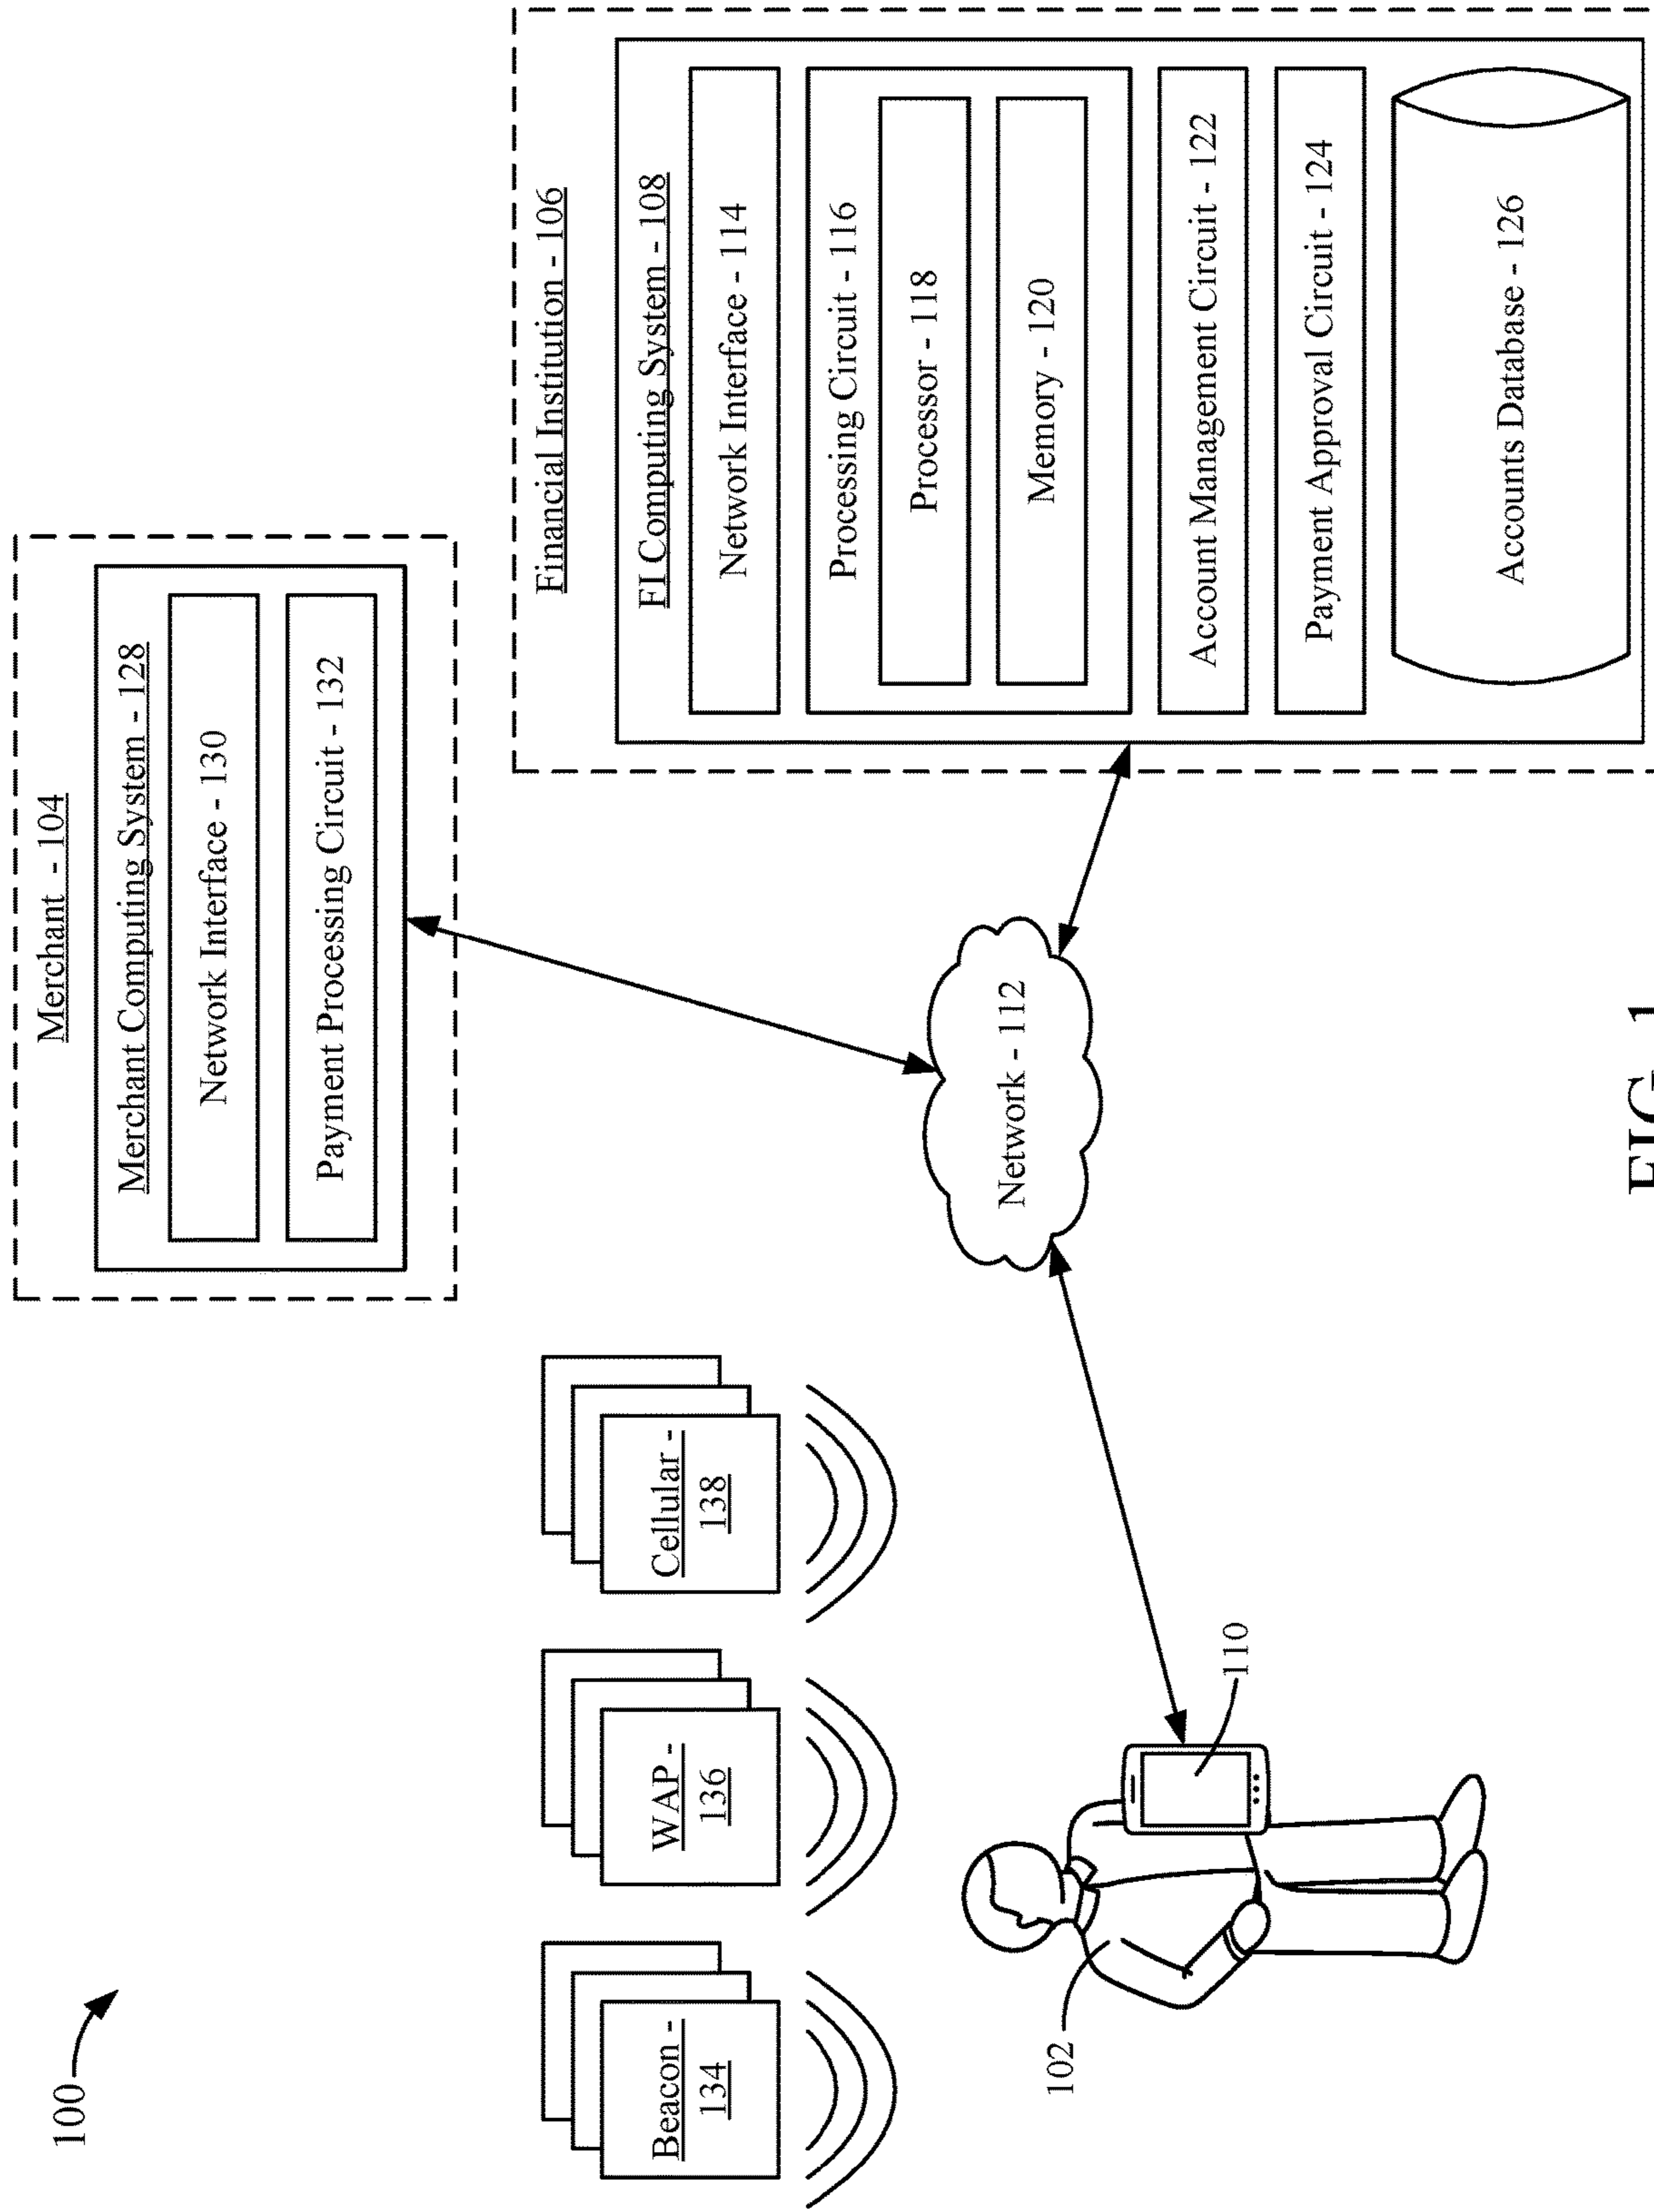 100
Beacon -
134
WAP -
136
Cellular -
138
102
110
Network - 112
Merchant - 104
Merchant Computing System - 128
Network Interface - 130
Payment Processing Circuit - 132
Financial Institution - 106
FI Computing System - 108
Network Interface - 114
Processing Circuit - 116
Processor - 118
Memory - 120
Account Management Circuit - 122
Payment Approval Circuit - 124
Accounts Database - 126
FIG. 1